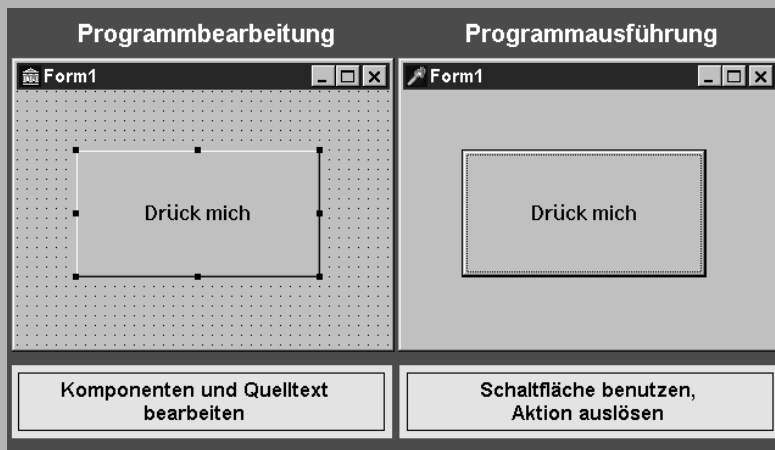 Programmbearbeitung
Programmausführung
Form1
Form1
Drück mich
Drück mich
Komponenten und Quelltext
bearbeiten
Schaltfläche benutzen,
Aktion auslösen